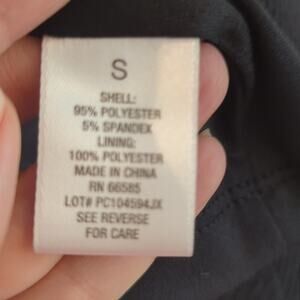 S
SHELL:
95% POLYESTER
5% SPANDEX
LINING:
100% POLYESTER
MADE IN CHINA
RN 66585
LOT# PC104594JX
SEE REVERSE
FOR CARE